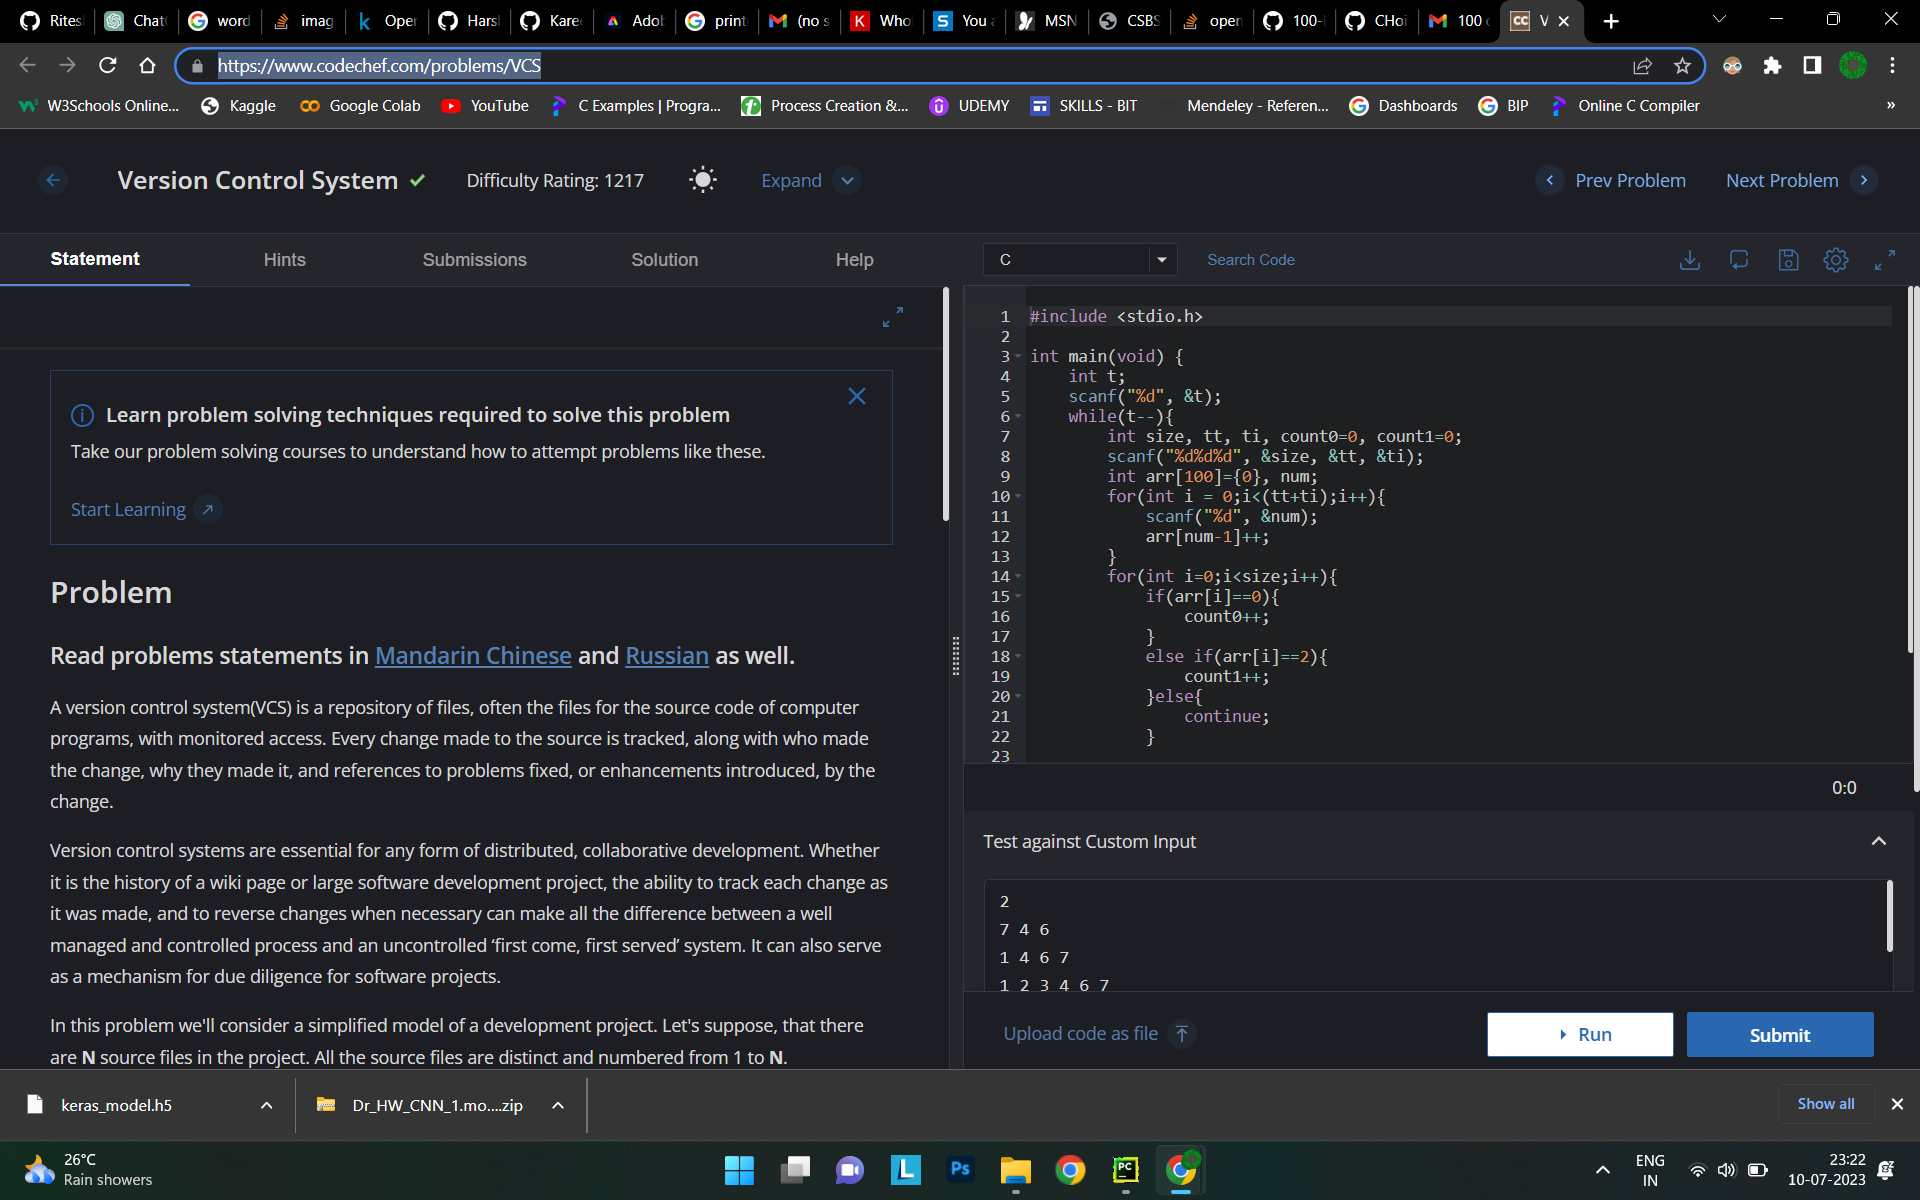 Rites
Chat
word
imag
Oper
Hars
Kare
Adob
print
(no s
Who
You a
MSN
CSBS
open
100-
CHoi
100 c
V
https://www.codechef.com/problems/VCS
W3Schools Online...
Kaggle
Google Colab
YouTube
C Examples | Progra...
Process Creation &...
UDEMY
SKILLS - BIT
Mendeley - Referen...
Dashboards
BIP
Online C Compiler
»
Version Control System
Difficulty Rating: 1217
Expand
Prev Problem
Next Problem
Statement
Hints
Submissions
Solution
Help
Learn problem solving techniques required to solve this problem
Take our problem solving courses to understand how to attempt problems like these.
Start Learning
Problem
Read problems statements in Mandarin Chinese and Russian as well.
A version control system(VCS) is a repository of files, often the files for the source code of computer
programs, with monitored access. Every change made to the source is tracked, along with who made
the change, why they made it, and references to problems fixed, or enhancements introduced, by the
change.
Version control systems are essential for any form of distributed, collaborative development. Whether
it is the history of a wiki page or large software development project, the ability to track each change as
it was made, and to reverse changes when necessary can make all the difference between a well
managed and controlled process and an uncontrolled ‘first come, first served’ system. It can also serve
as a mechanism for due diligence for software projects.
In this problem we'll consider a simplified model of a development project. Let's suppose, that there
are N source files in the project. All the source files are distinct and numbered from 1 to N.
C
Search Code
1 #include <stdio.h>
2
3 int main(void) {
4 int t;
5 scanf("%d", &t);
6 while(t--){
7 int size, tt, ti, count0=0, count1=0;
8 scanf("%d%d%d", &size, &tt, &ti);
9 int arr[100]={0}, num;
10 for(int i = 0;i<(tt+ti);i++){
11 scanf("%d", &num);
12 arr[num-1]++;
13 }
14 for(int i=0;i<size;i++){
15 if(arr[i]==0){
16 count0++;
17 }
18 else if(arr[i]==2){
19 count1++;
20 }else{
21 continue;
22 }
23
0:0
Test against Custom Input
2
7 4 6
1 4 6 7
1 2 3 4 6 7
Upload code as file
Run
Submit
keras_model.h5
Dr_HW_CNN_1.mo....zip
Show all
26°C
Rain showers
ENG
IN
23:22
10-07-2023